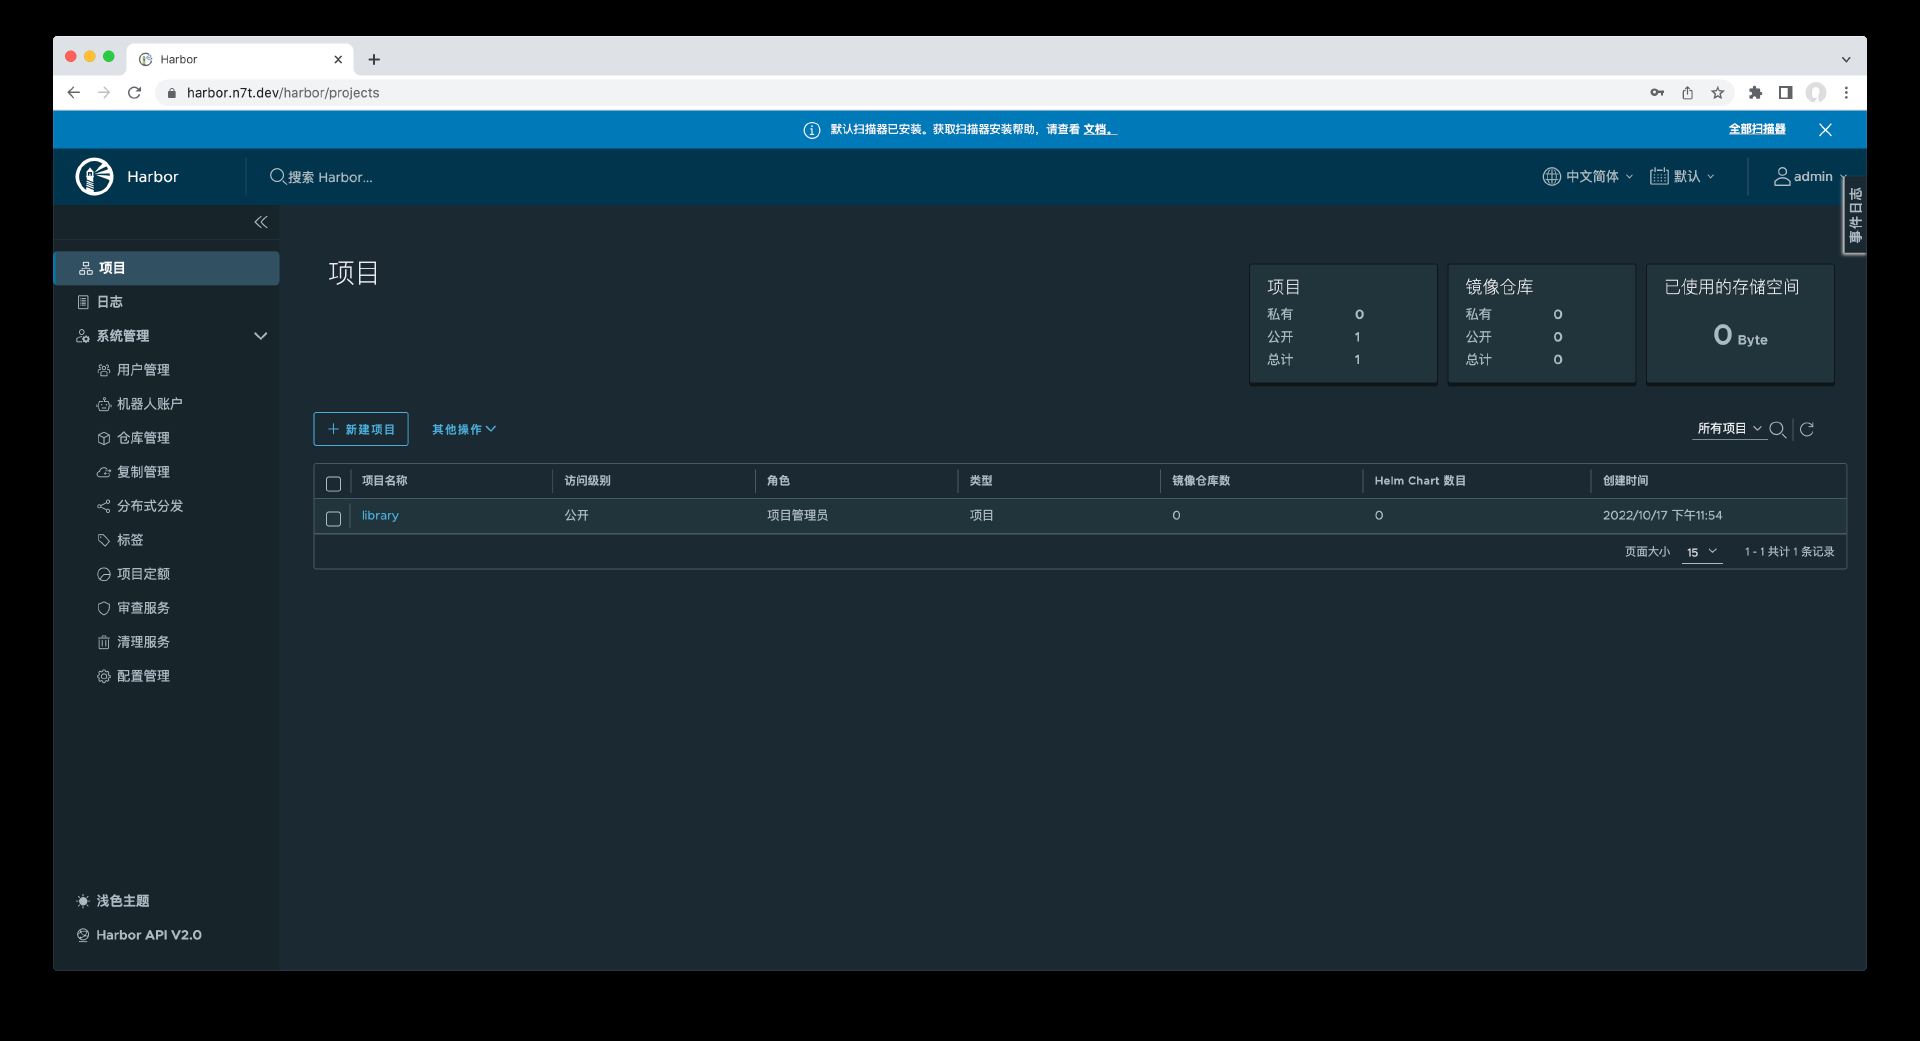 Harbor
harbor.n7t.dev/harbor/projects
默认扫描器已安装。获取扫描器安装帮助，请查看 文档。
全部扫描器
Harbor
搜索 Harbor...
中文简体
默认
admin
事件日志
项目
日志
系统管理
用户管理
机器人账户
仓库管理
复制管理
分布式分发
标签
项目定额
审查服务
清理服务
配置管理
浅色主题
Harbor API V2.0
项目
项目
私有 0
公开 1
总计 1
镜像仓库
私有 0
公开 0
总计 0
已使用的存储空间
0 Byte
新建项目
其他操作
所有项目
项目名称 访问级别 角色 类型 镜像仓库数 Helm Chart 数目 创建时间
library 公开 项目管理员 项目 0 0 2022/10/17 下午11:54
页面大小 15 1 - 1 共计 1 条记录